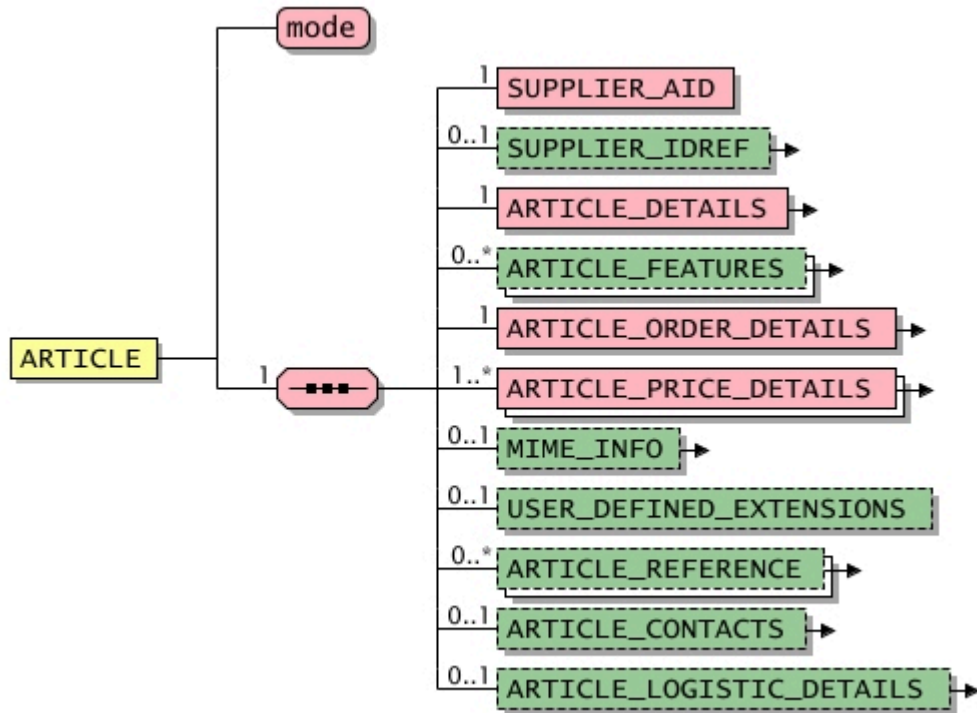 mode
1
SUPPLIER_AID
0..1
SUPPLIER_IDREF
1
ARTICLE_DETAILS
0..*
ARTICLE_FEATURES
1
ARTICLE_ORDER_DETAILS
ARTICLE
1
1..*
ARTICLE_PRICE_DETAILS
0..1
MIME_INFO
0..1
USER_DEFINED_EXTENSIONS
0..*
ARTICLE_REFERENCE
0..1
ARTICLE_CONTACTS
0..1
ARTICLE_LOGISTIC_DETAILS